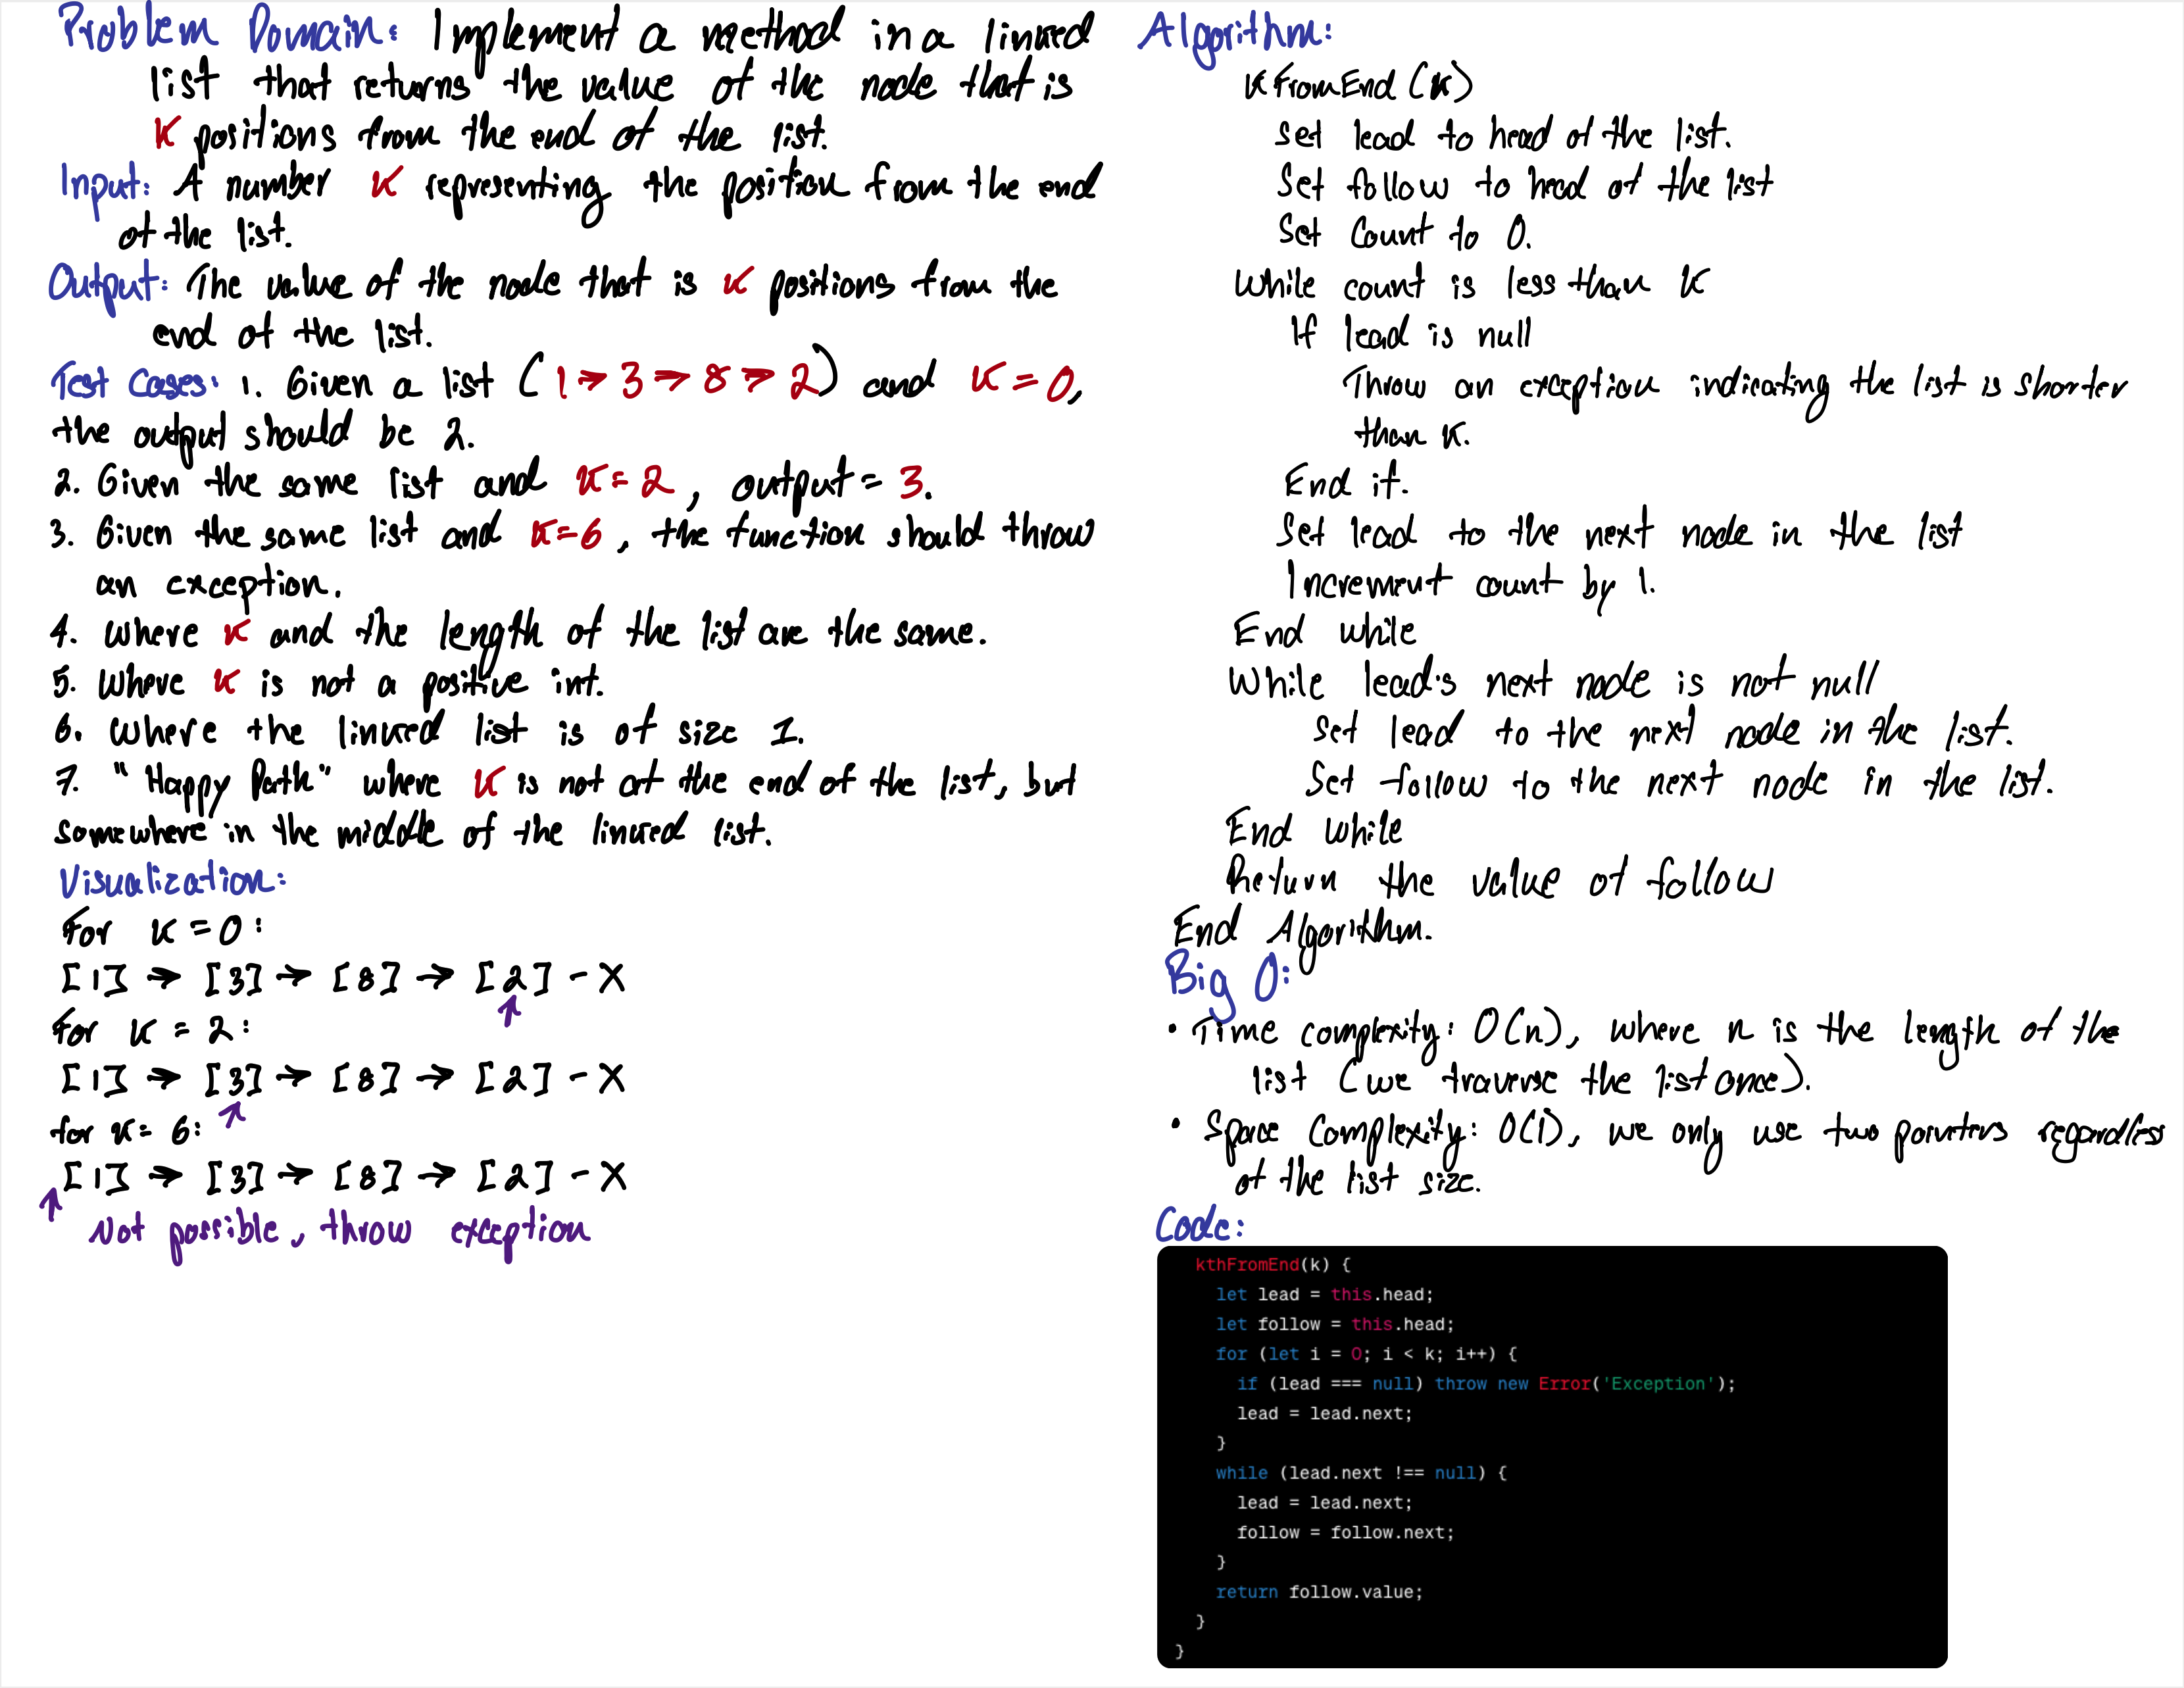 Problem Domain: Implement a method in a linked
list that returns the value of the node that is
K positions from the end of the list.
Input: A number K representing the position from the end
of the list.
Output: The value of the node that is K positions from the
end of the list.
Test Cases: 1. Given a list (1 → 3 → 8 → 2) and K = 0,
the output should be 2.
2. Given the same list and K = 2, output = 3.
3. Given the same list and K=6, the function should throw
an exception.
4. Where K and the length of the list are the same.
5. Where K is not a positive int.
6. Where the linked list is of size 1.
7. "Happy Path" where K is not at the end of the list, but
somewhere in the middle of the linked list.
Visualization:
For K = 0:
[1] → [3] → [8] → [2] - X
For K = 2:
[1] → [3] → [8] → [2] - X
for K = 6:
[1] → [3] → [8] → [2] - X
Not possible, throw exception
Algorithm:
KFromEnd (K)
Set lead to head of the list.
Set follow to head of the list
Set Count to 0.
While count is less than K
If lead is null
Throw an exception indicating the list is shorter
than K.
End if.
Set lead to the next node in the list
Increment count by 1.
End while
While lead's next node is not null
Set lead to the next node in the list.
Set follow to the next node in the list.
End while
Return the value of follow
End Algorithm.
Big O:
• Time complexity: O(n), where n is the length of the
list (we traverse the list once).
• Space Complexity: O(1), we only use two pointers regardless
of the list size.
Code:
kthFromEnd(k) {
let lead = this.head;
let follow = this.head;
for (let i = 0; i < k; i++) {
if (lead === null) throw new Error('Exception');
lead = lead.next;
}
while (lead.next !== null) {
lead = lead.next;
follow = follow.next;
}
return follow.value;
}
}